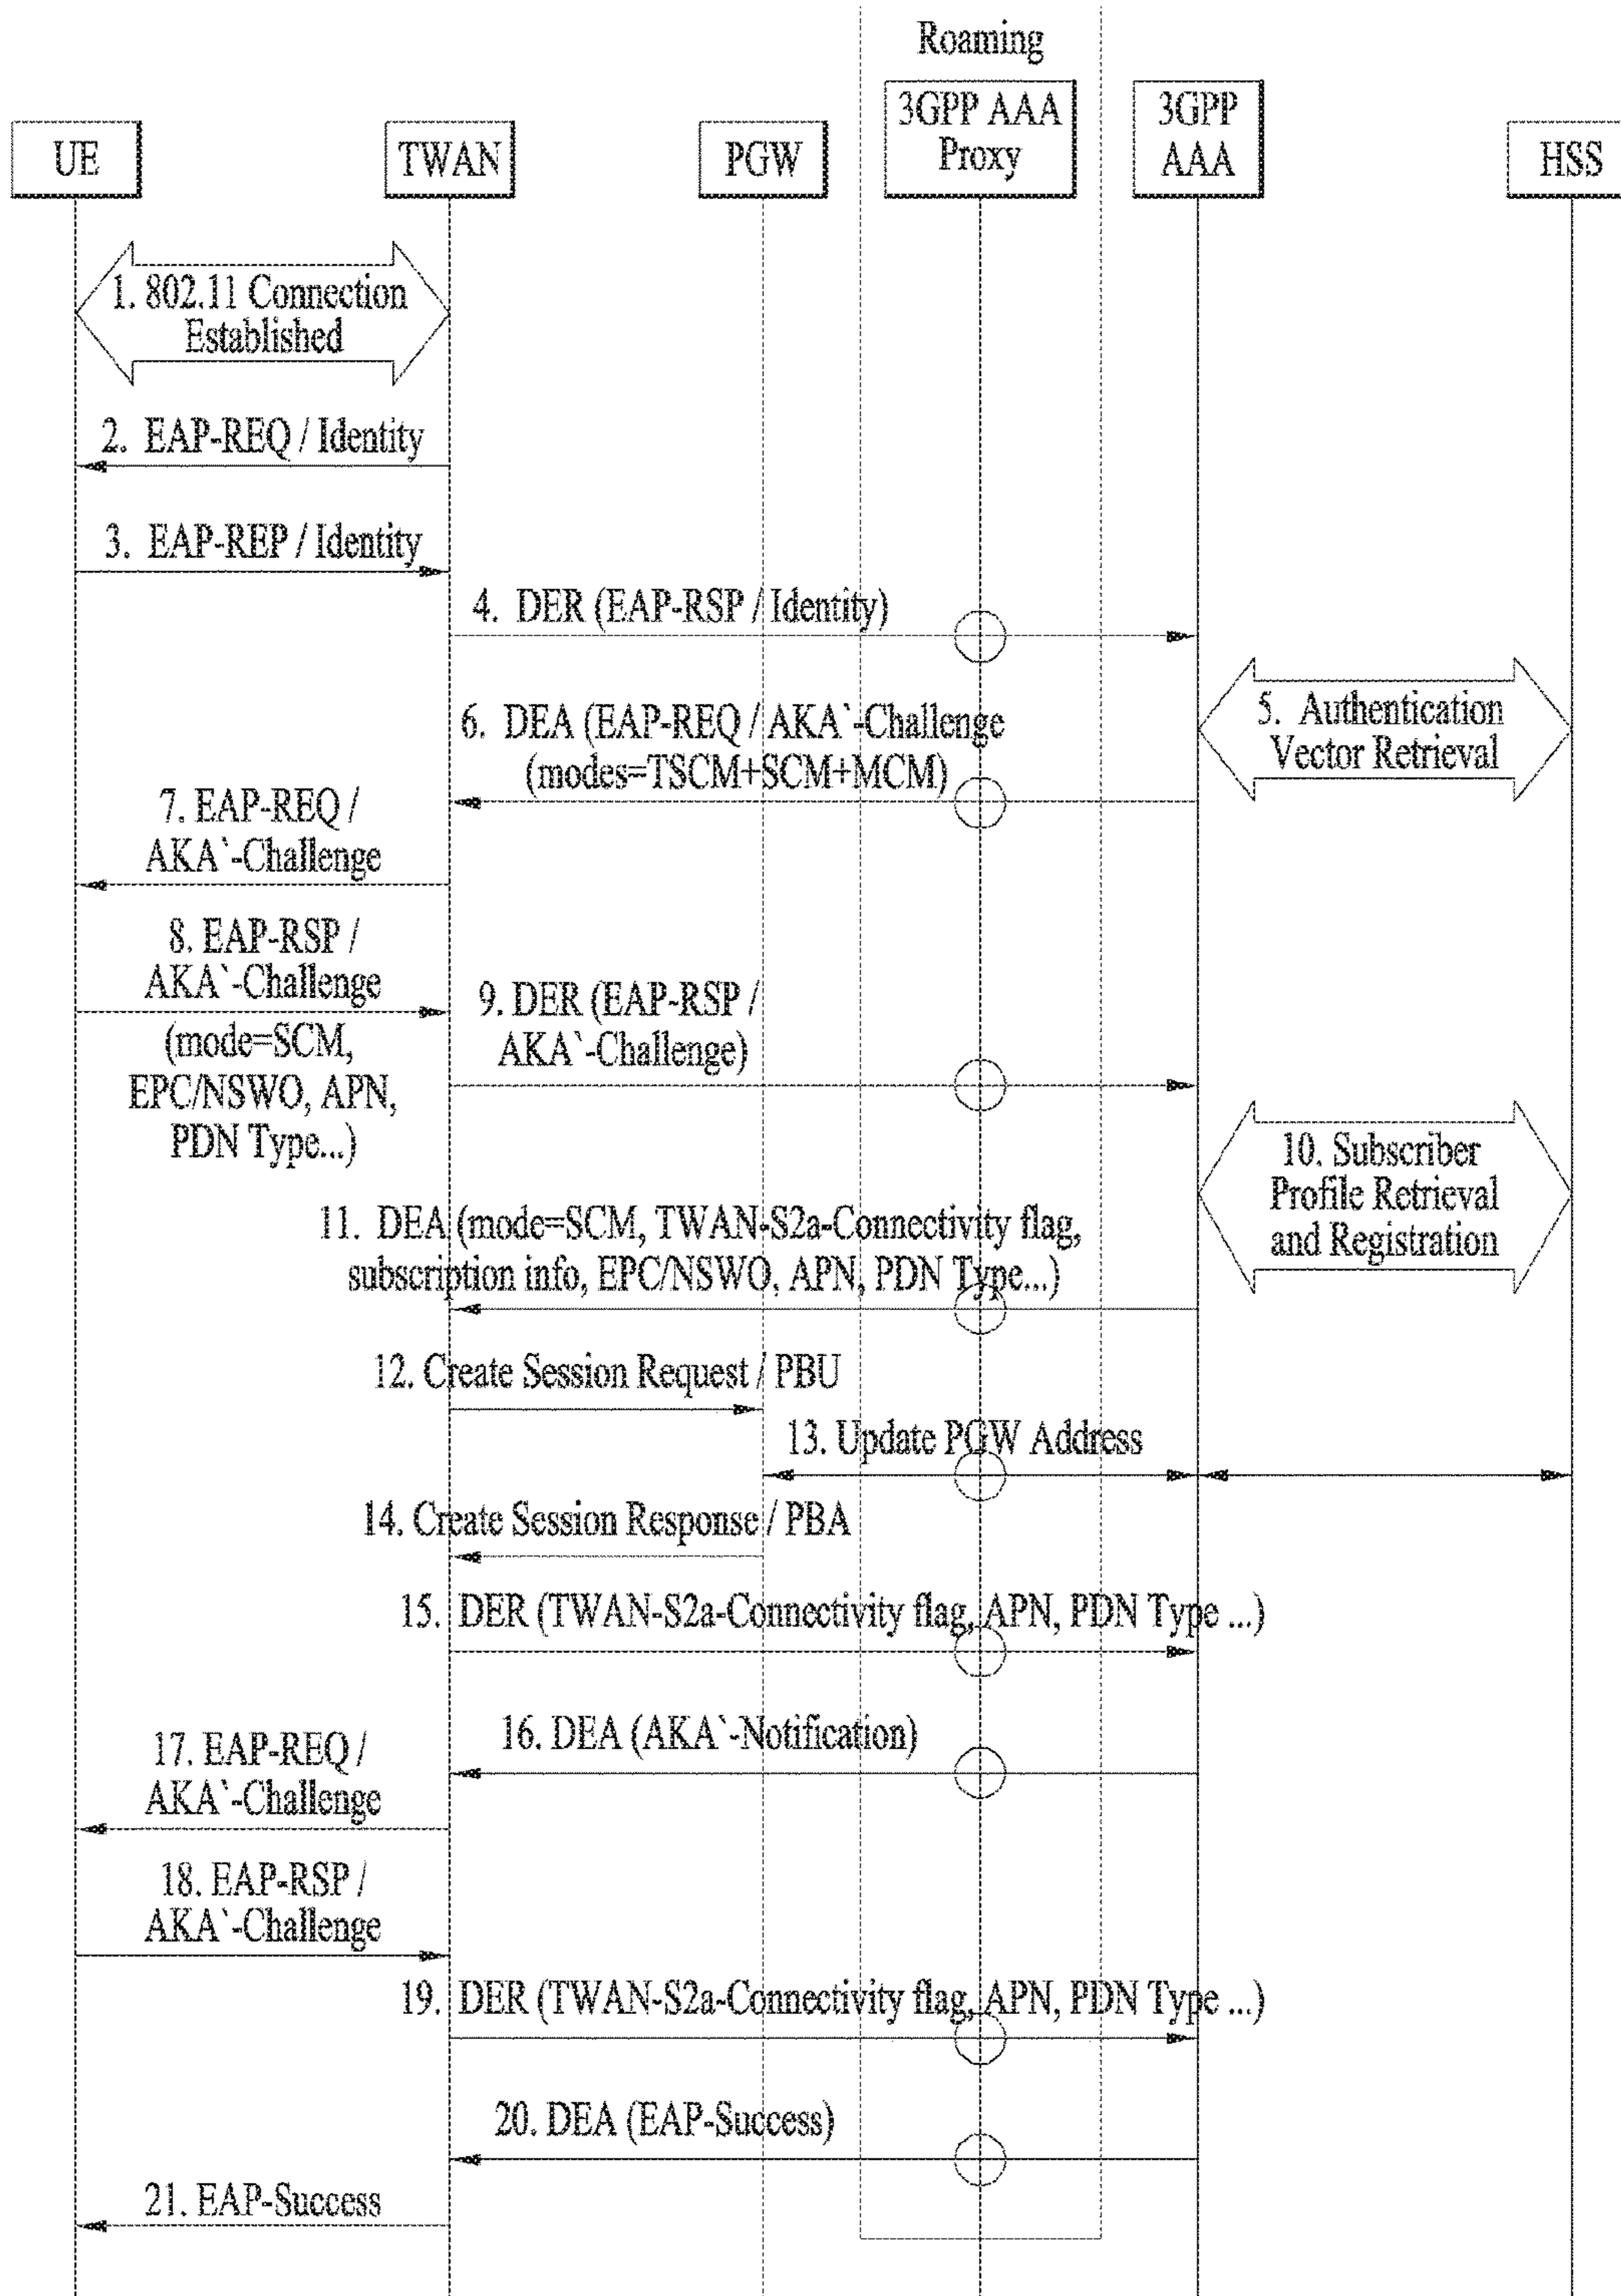 Roaming
UE
TWAN
PGW
3GPP AAA
Proxy
3GPP
AAA
HSS
1. 802.11 Connection
Established
2. EAP-REQ / Identity
3. EAP-REP / Identity
4. DER (EAP-RSP / Identity)
5. Authentication
Vector Retrieval
6. DEA (EAP-REQ / AKA`-Challenge
(modes=TSCM+SCM+MCM)
7. EAP-REQ /
AKA`-Challenge
8. EAP-RSP /
AKA`-Challenge
(mode=SCM,
EPC/NSWO, APN,
PDN Type...)
9. DER (EAP-RSP /
AKA`-Challenge)
10. Subscriber
Profile Retrieval
and Registration
11. DEA (mode=SCM, TWAN-S2a-Connectivity flag,
subscription info, EPC/NSWO, APN, PDN Type...)
12. Create Session Request / PBU
13. Update PGW Address
14. Create Session Response / PBA
15. DER (TWAN-S2a-Connectivity flag, APN, PDN Type ...)
16. DEA (AKA`-Notification)
17. EAP-REQ /
AKA`-Challenge
18. EAP-RSP /
AKA`-Challenge
19. DER (TWAN-S2a-Connectivity flag, APN, PDN Type ...)
20. DEA (EAP-Success)
21. EAP-Success